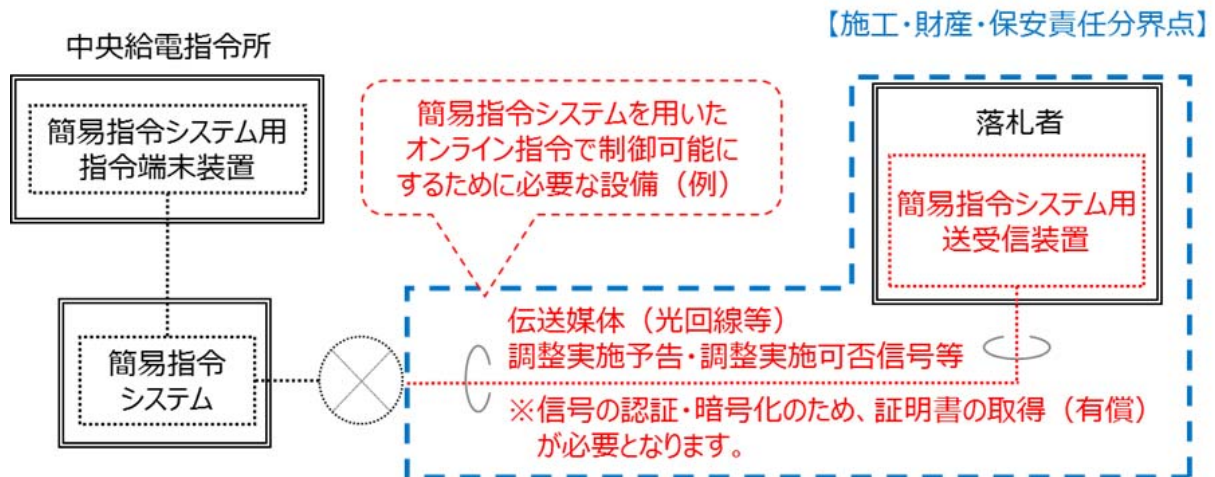 【施工・財産・保安責任分界点】
中央給電指令所
簡易指令システム用
指令端末装置
簡易指令システムを用いた
オンライン指令で制御可能に
するために必要な設備（例）
落札者
簡易指令システム用
送受信装置
簡易指令
システム
伝送媒体（光回線等）
調整実施予告・調整実施可否信号等
※信号の認証・暗号化のため、証明書の取得（有償）
が必要となります。